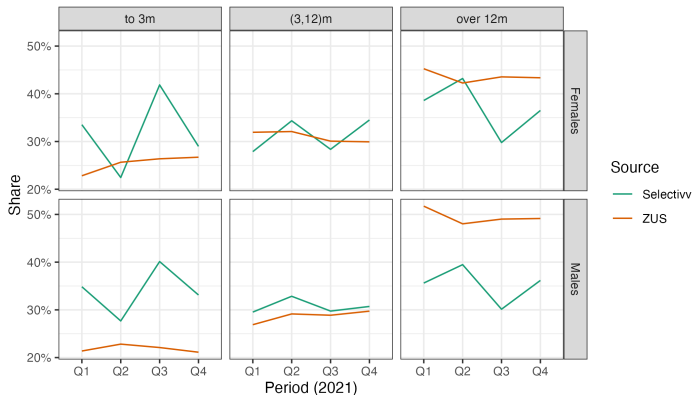 to 3m (3,12)m over 12m
50%
40%
30%
20%
Females
Share
50%
40%
30%
20%
Males
Q1 Q2 Q3 Q4 Q1 Q2 Q3 Q4 Q1 Q2 Q3 Q4
Period (2021)
Source
Selectivv
ZUS